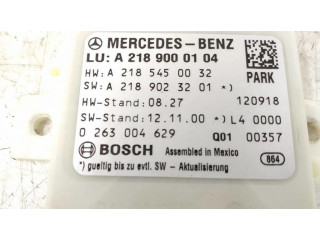 MERCEDES-BENZ
LU: A 218 900 01 04
HW: A 218 545 00 32 PARK
SW: A 218 902 32 01 *)
HW-Stand: 08.27 120918
SW-Stand: 12.11.00 *) L4 0000
0 263 004 629 Q01 00357
BOSCH Assembled in Mexico
*) gueltig bis zu evtl. SW - Aktualisierung 864